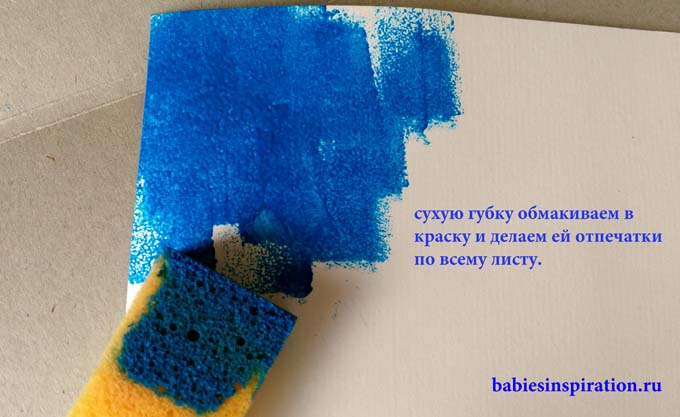 сухую губку обмакиваем в
краску и делаем ей отпечатки
по всему листу.
babiesinspiration.ru